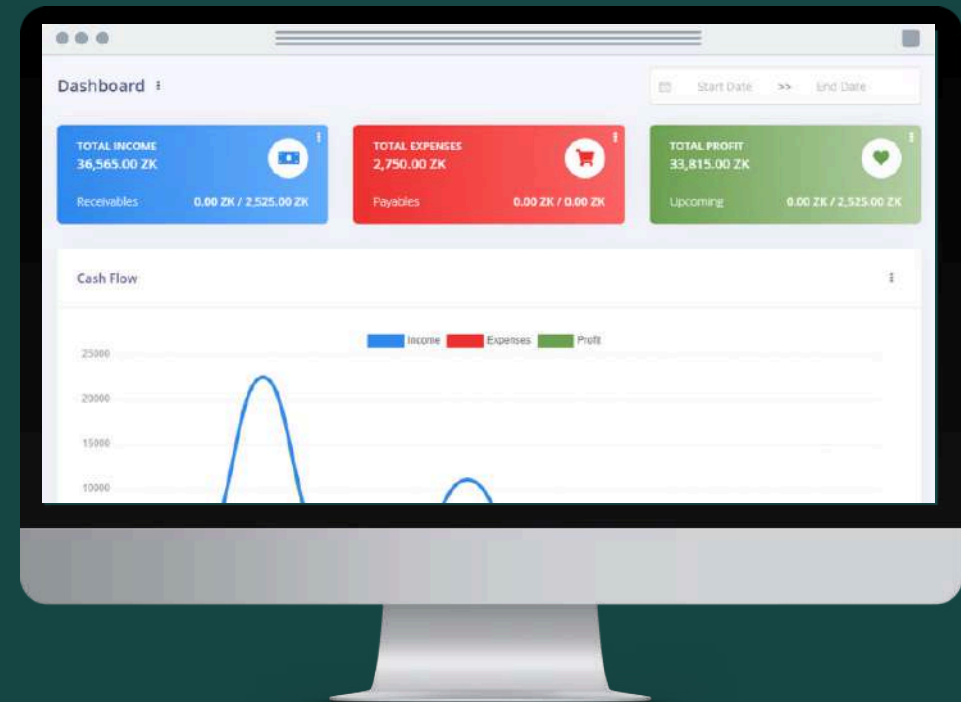 Dashboard
Start Date >> End Date
TOTAL INCOME
36,565.00 ZK
Receivables 0.00 ZK / 2,525.00 ZK
TOTAL EXPENSES
2,750.00 ZK
Payables 0.00 ZK / 0.00 ZK
TOTAL PROFIT
33,815.00 ZK
Upcoming 0.00 ZK / 2,525.00 ZK
Cash Flow
Income Expenses Profit
25000
20000
15000
10000